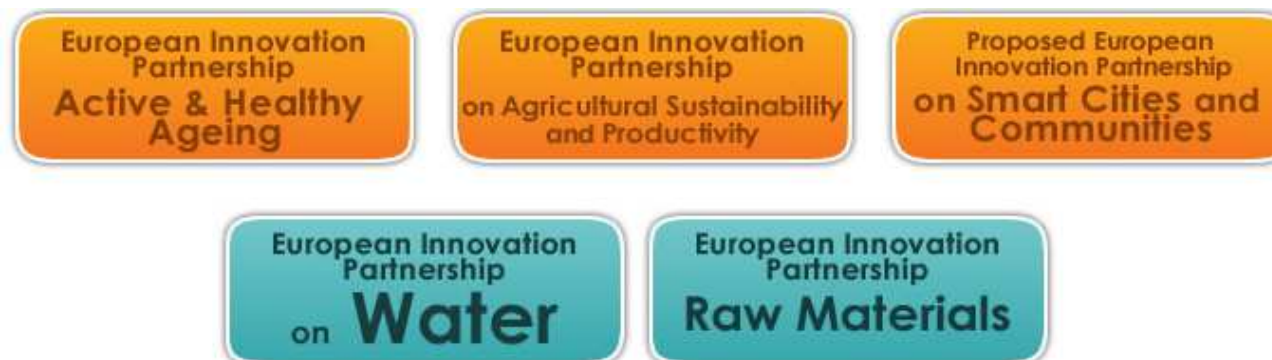 European Innovation
Partnership
Active & Healthy
Ageing
European Innovation
Partnership
on Agricultural Sustainability
and Productivity
Proposed European
Innovation Partnership
on Smart Cities and
Communities
European Innovation
Partnership
on Water
European Innovation
Partnership
Raw Materials